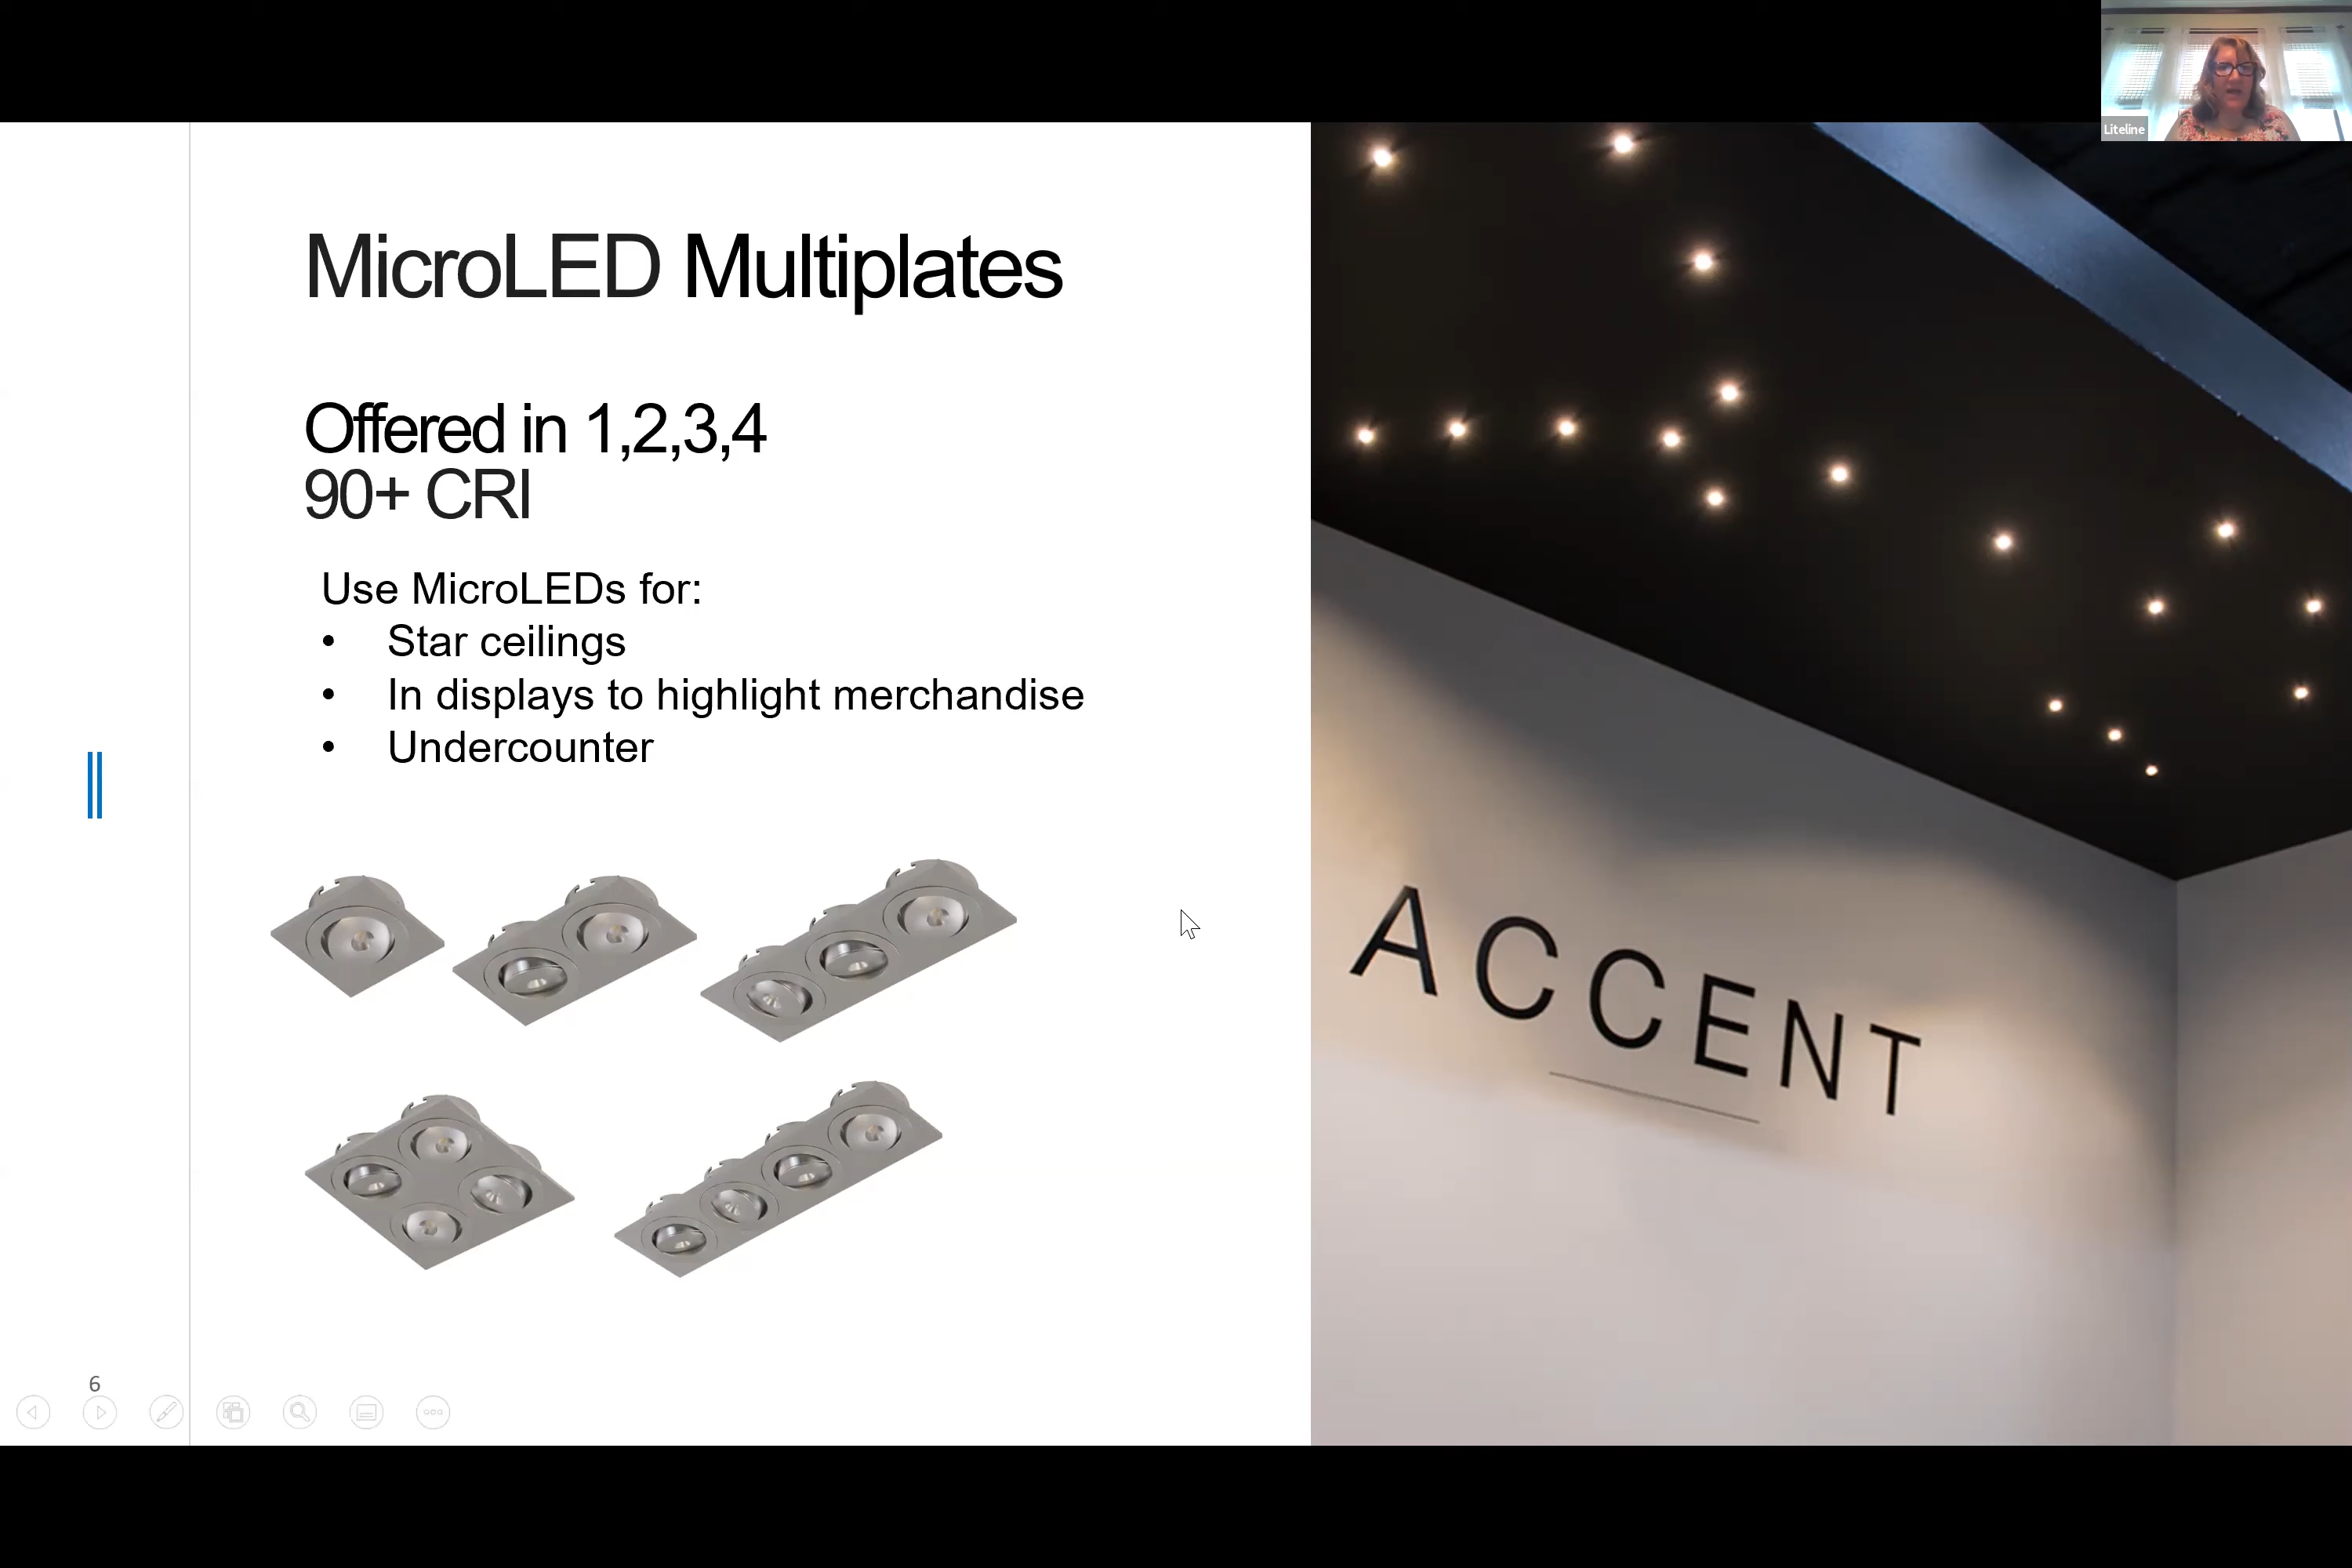 Liteline
MicroLED Multiplates
Offered in 1,2,3,4
90+ CRI
Use MicroLEDs for:
• Star ceilings
• In displays to highlight merchandise
• Undercounter
ACCENT
6